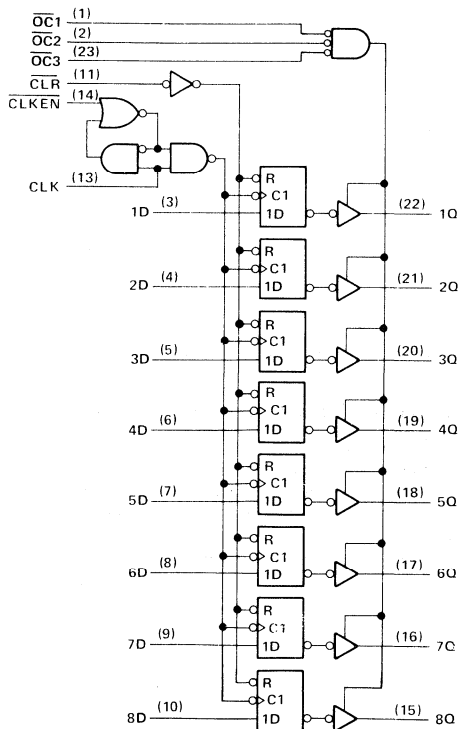 OC1 (1)
OC2 (2)
OC3 (23)
CLR (11)
CLKEN (14)
CLK (13)
R
C1
1D (3) 1D (22) 1Q
R
C1
2D (4) 1D (21) 2Q
R
C1
3D (5) 1D (20) 3Q
R
C1
4D (6) 1D (19) 4Q
R
C1
5D (7) 1D (18) 5Q
R
C1
6D (8) 1D (17) 6Q
R
C1
7D (9) 1D (16) 7Q
R
C1
8D (10) 1D (15) 8Q